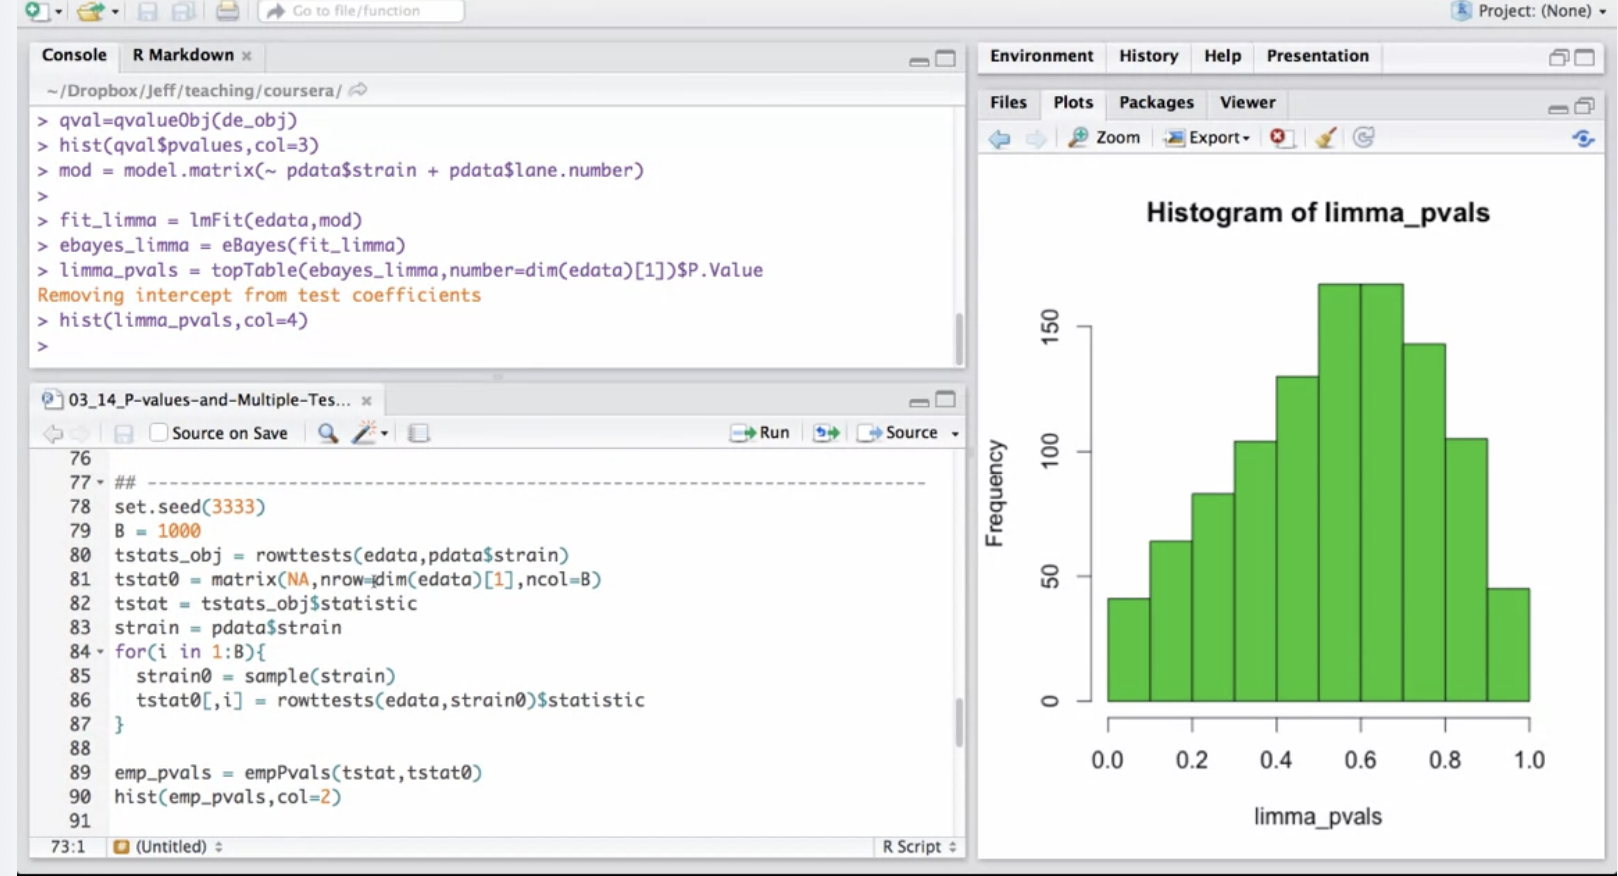 Go to file/function
Project: (None)
Console
R Markdown
~/Dropbox/Jeff/teaching/coursera/
> qval=qvalueObj(de_obj)
> hist(qval$pvalues,col=3)
> mod = model.matrix(~ pdata$strain + pdata$lane.number)
>
> fit_limma = lmFit(edata,mod)
> ebayes_limma = eBayes(fit_limma)
> limma_pvals = topTable(ebayes_limma,number=dim(edata)[1])$P.Value
Removing intercept from test coefficients
> hist(limma_pvals,col=4)
>
03_14_P-values-and-Multiple-Tes...
Source on Save
Run
Source
76
77 ## ------------------------------------------------------------------------
78 set.seed(3333)
79 B = 1000
80 tstats_obj = rowttests(edata,pdata$strain)
81 tstat0 = matrix(NA,nrow=dim(edata)[1],ncol=B)
82 tstat = tstats_obj$statistic
83 strain = pdata$strain
84 for(i in 1:B){
85 strain0 = sample(strain)
86 tstat0[,i] = rowttests(edata,strain0)$statistic
87 }
88
89 emp_pvals = empPvals(tstat,tstat0)
90 hist(emp_pvals,col=2)
91
73:1 (Untitled) R Script
Environment History Help Presentation
Files Plots Packages Viewer
Zoom Export
Histogram of limma_pvals
Frequency
150
100
50
0
0.0 0.2 0.4 0.6 0.8 1.0
limma_pvals